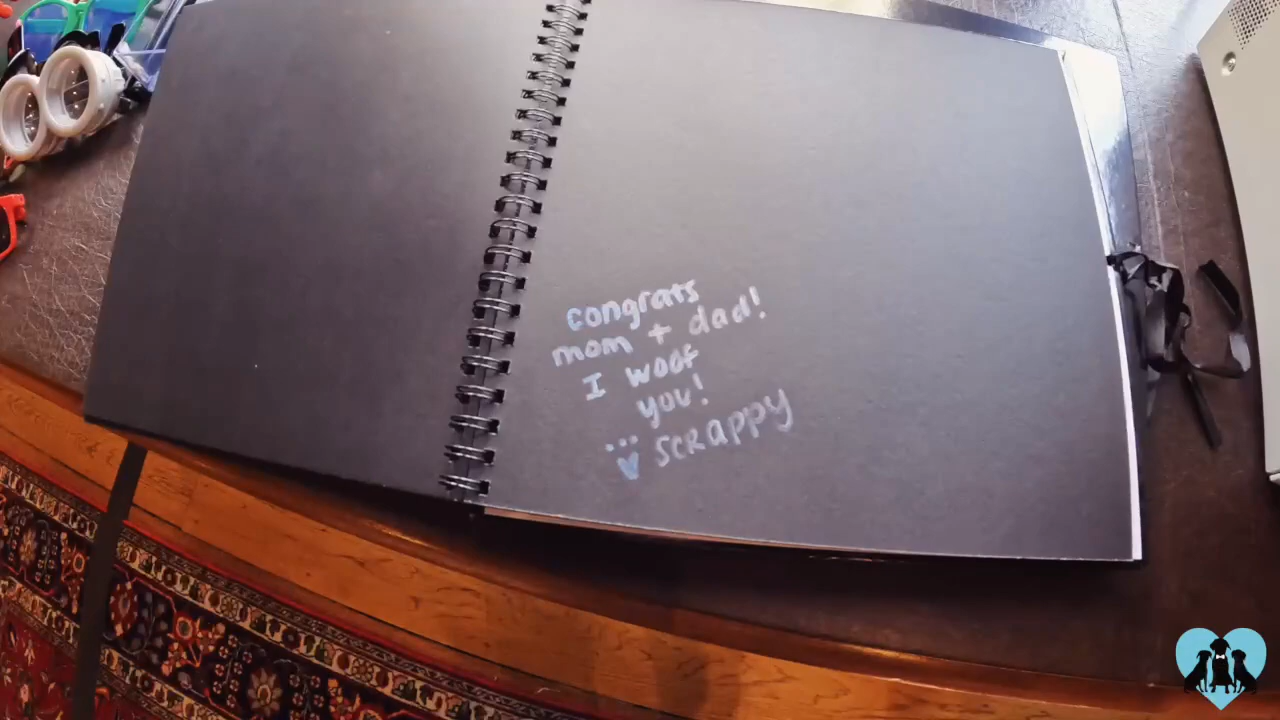 congrats
mom + dad!
I woof
you!
... ♥ scrappy